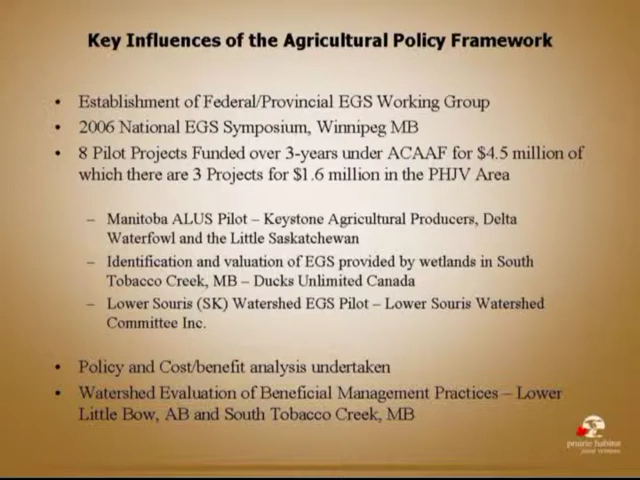 Key Influences of the Agricultural Policy Framework
• Establishment of Federal/Provincial EGS Working Group
• 2006 National EGS Symposium, Winnipeg MB
• 8 Pilot Projects Funded over 3-years under ACAAF for $4.5 million of
which there are 3 Projects for $1.6 million in the PHJV Area
– Manitoba ALUS Pilot – Keystone Agricultural Producers, Delta
Waterfowl and the Little Saskatchewan
– Identification and valuation of EGS provided by wetlands in South
Tobacco Creek, MB – Ducks Unlimited Canada
– Lower Souris (SK) Watershed EGS Pilot – Lower Souris Watershed
Committee Inc.
• Policy and Cost/benefit analysis undertaken
• Watershed Evaluation of Beneficial Management Practices – Lower
Little Bow, AB and South Tobacco Creek, MB
prairie habitat
joint venture